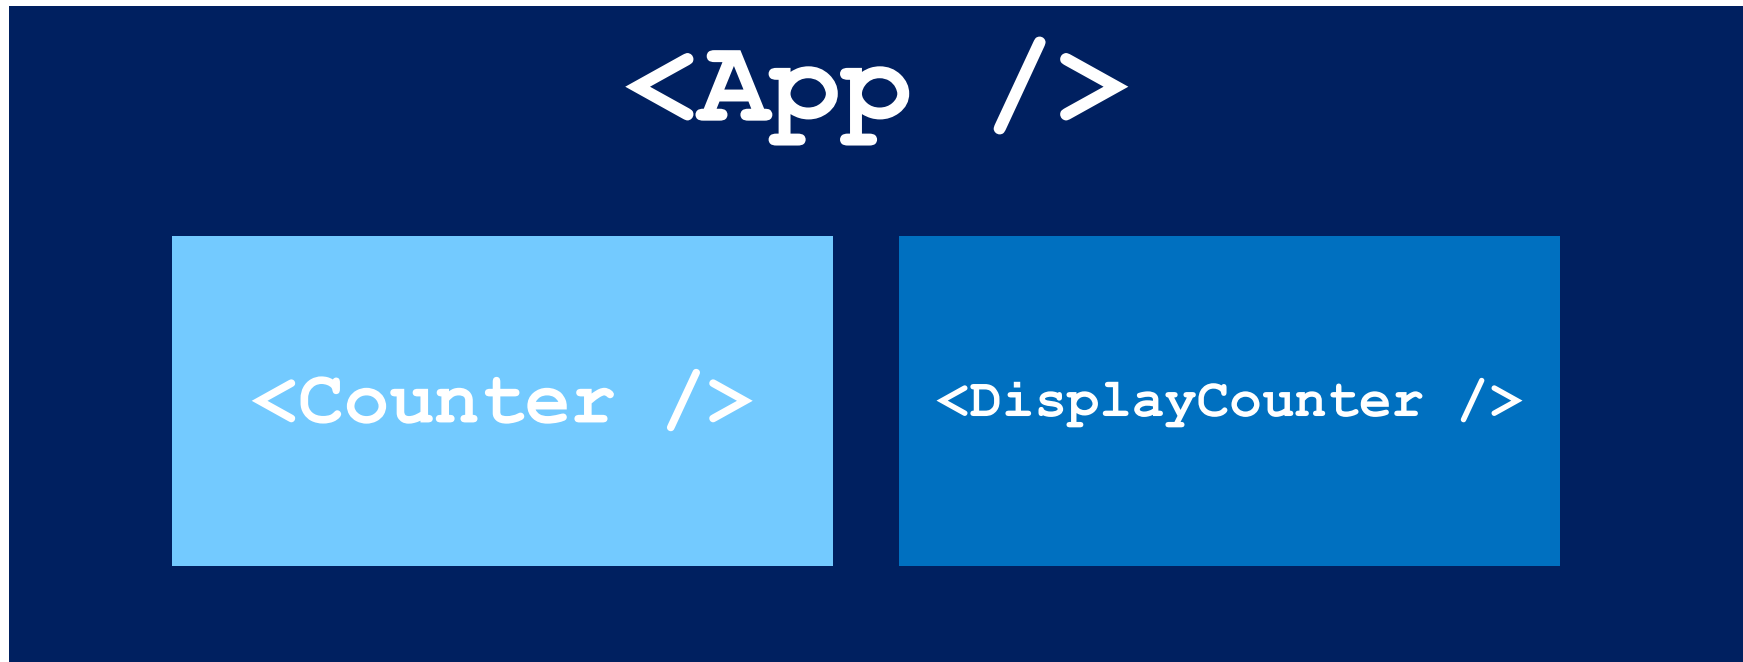 <App />
<Counter />
<DisplayCounter />